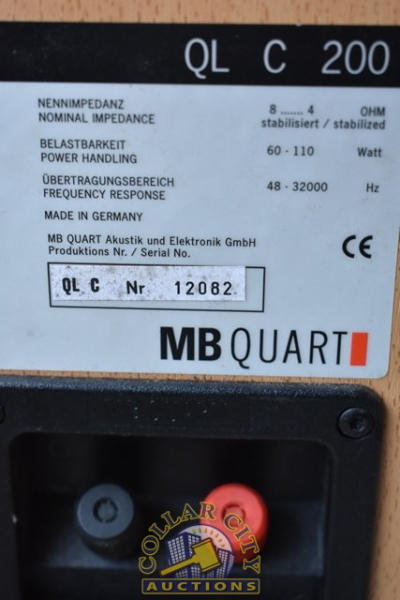 QL C 200
NENNIMPEDANZ 8 ...... 4 OHM
NOMINAL IMPEDANCE stabilisiert / stabilized
BELASTBARKEIT
POWER HANDLING 60 - 110 Watt
ÜBERTRAGUNGSBEREICH
FREQUENCY RESPONSE 48 - 32000 Hz
MADE IN GERMANY
MB QUART Akustik und Elektronik GmbH
Produktions Nr. / Serial No.
CE
QL C Nr 12082
MB QUART
COLLAR CITY
AUCTIONS